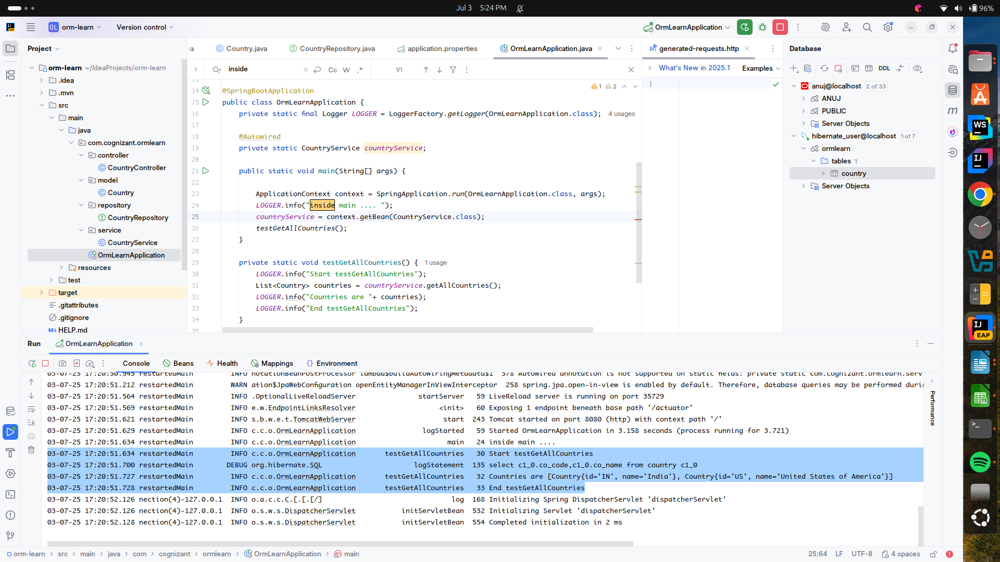 Jul 3 5:24 PM
96%
OL orm-learn Version control
OrmLearnApplication
Project
Country.java CountryRepository.java application.properties OrmLearnApplication.java
generated-requests.http
Database
inside
Cc W .*
1/1
What's New in 2025.1 Examples
DDL
orm-learn ~/IdeaProjects/orm-learn
.idea
.mvn
src
main
java
com.cognizant.ormlearn
controller
CountryController
model
Country
repository
CountryRepository
service
CountryService
OrmLearnApplication
resources
test
target
.gitattributes
.gitignore
M↓ HELP.md
1 2
14 @SpringBootApplication
15 public class OrmLearnApplication {
16 private static final Logger LOGGER = LoggerFactory.getLogger(OrmLearnApplication.class); 4 usages
17
18 @Autowired
19 private static CountryService countryService;
20
21 public static void main(String[] args) {
22
23 ApplicationContext context = SpringApplication.run(OrmLearnApplication.class, args);
24 LOGGER.info("inside main .... ");
25 countryService = context.getBean(CountryService.class);
26 testGetAllCountries();
27 }
28
29 private static void testGetAllCountries() { 1 usage
30 LOGGER.info("Start testGetAllCountries");
31 List<Country> countries = countryService.getAllCountries();
32 LOGGER.info("Countries are "+ countries);
33 LOGGER.info("End testGetAllCountries");
34 }
35
1
anuj@localhost 2 of 33
ANUJ
PUBLIC
Server Objects
hibernate_user@localhost 1 of 7
ormlearn
tables 1
country
Server Objects
m
Run OrmLearnApplication
Console Beans Health Mappings Environment
03-07-25 17:20:50.945 restartedMain INFO notationBeanPostProcessor lambda$buildAutowiringMetadata$1 578 Autowired annotation is not supported on static fields: private static com.cognizant.ormlearn.serv
03-07-25 17:20:51.212 restartedMain WARN ation$JpaWebConfiguration openEntityManagerInViewInterceptor 258 spring.jpa.open-in-view is enabled by default. Therefore, database queries may be performed durin
03-07-25 17:20:51.564 restartedMain INFO .OptionalLiveReloadServer startServer 59 LiveReload server is running on port 35729
03-07-25 17:20:51.569 restartedMain INFO e.w.EndpointLinksResolver <init> 60 Exposing 1 endpoint beneath base path '/actuator'
03-07-25 17:20:51.621 restartedMain INFO s.b.w.e.t.TomcatWebServer start 243 Tomcat started on port 8080 (http) with context path '/'
03-07-25 17:20:51.629 restartedMain INFO c.c.o.OrmLearnApplication logStarted 59 Started OrmLearnApplication in 3.158 seconds (process running for 3.721)
03-07-25 17:20:51.634 restartedMain INFO c.c.o.OrmLearnApplication main 24 inside main ....
03-07-25 17:20:51.634 restartedMain INFO c.c.o.OrmLearnApplication testGetAllCountries 30 Start testGetAllCountries
03-07-25 17:20:51.700 restartedMain DEBUG org.hibernate.SQL logStatement 135 select c1_0.co_code,c1_0.co_name from country c1_0
03-07-25 17:20:51.727 restartedMain INFO c.c.o.OrmLearnApplication testGetAllCountries 32 Countries are [Country{id='IN', name='India'}, Country{id='US', name='United States of America'}]
03-07-25 17:20:51.728 restartedMain INFO c.c.o.OrmLearnApplication testGetAllCountries 33 End testGetAllCountries
03-07-25 17:20:52.126 nection(4)-127.0.0.1 INFO o.a.c.c.C.[.[.[/] log 168 Initializing Spring DispatcherServlet 'dispatcherServlet'
03-07-25 17:20:52.126 nection(4)-127.0.0.1 INFO o.s.w.s.DispatcherServlet initServletBean 532 Initializing Servlet 'dispatcherServlet'
03-07-25 17:20:52.128 nection(4)-127.0.0.1 INFO o.s.w.s.DispatcherServlet initServletBean 554 Completed initialization in 2 ms
Performance
orm-learn > src > main > java > com > cognizant > ormlearn > OrmLearnApplication > main
25:64 LF UTF-8 4 spaces
WS
IJ
IJ
EAP